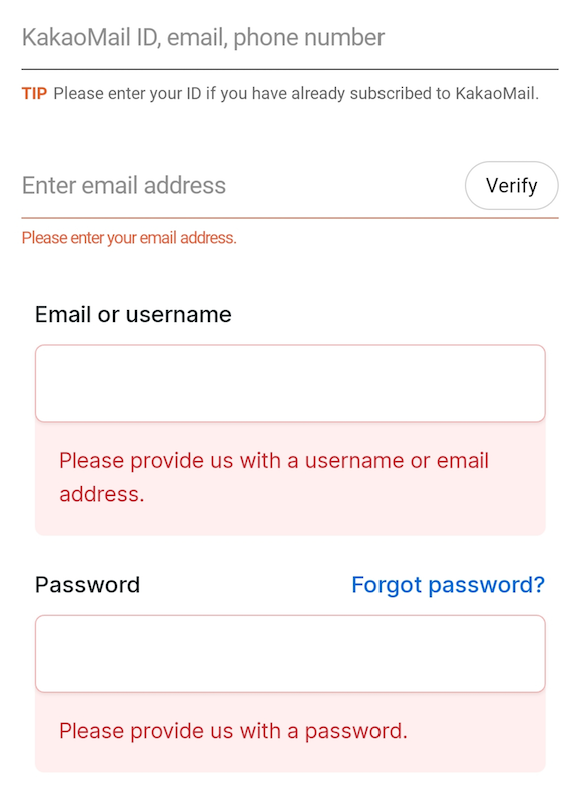 KakaoMail ID, email, phone number
TIP Please enter your ID if you have already subscribed to KakaoMail.
Enter email address
Verify
Please enter your email address.
Email or username
Please provide us with a username or email
address.
Password
Forgot password?
Please provide us with a password.